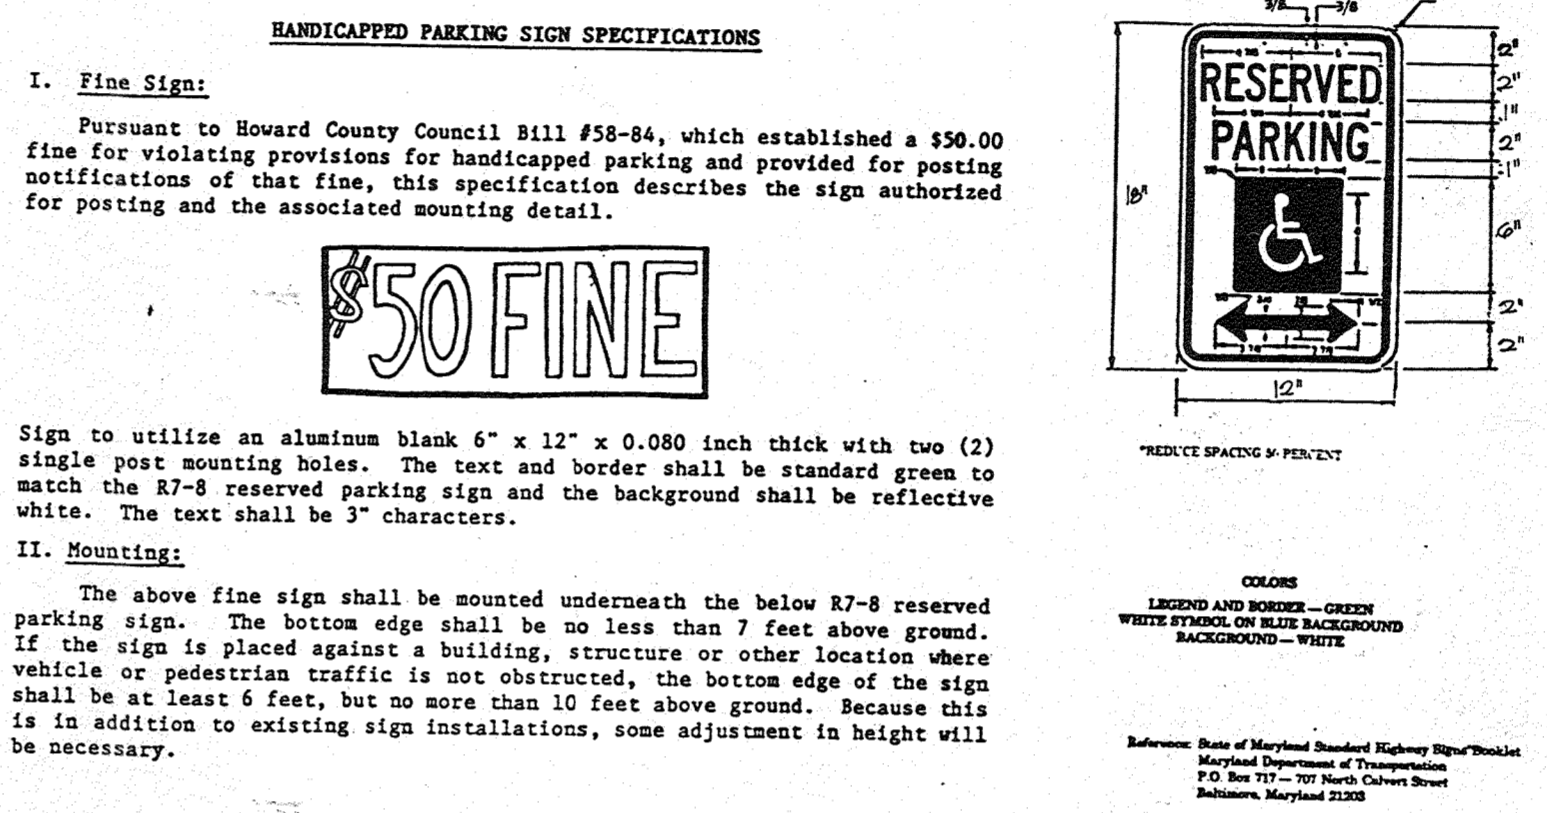 HANDICAPPED PARKING SIGN SPECIFICATIONS
I. Fine Sign:
Pursuant to Howard County Council Bill #58-84, which established a $50.00
fine for violating provisions for handicapped parking and provided for posting
notifications of that fine, this specification describes the sign authorized
for posting and the associated mounting detail.
$50 FINE
Sign to utilize an aluminum blank 6" x 12" x 0.080 inch thick with two (2)
single post mounting holes. The text and border shall be standard green to
match the R7-8 reserved parking sign and the background shall be reflective
white. The text shall be 3" characters.
II. Mounting:
The above fine sign shall be mounted underneath the below R7-8 reserved
parking sign. The bottom edge shall be no less than 7 feet above ground.
If the sign is placed against a building, structure or other location where
vehicle or pedestrian traffic is not obstructed, the bottom edge of the sign
shall be at least 6 feet, but no more than 10 feet above ground. Because this
is in addition to existing sign installations, some adjustment in height will
be necessary.
3/8 3/8
RESERVED
PARKING
18"
12"
2"
2"
1"
2"
1"
6"
2"
2"
*REDUCE SPACING PERCENT
COLORS
LEGEND AND BORDER — GREEN
WHITE SYMBOL ON BLUE BACKGROUND
BACKGROUND — WHITE
Reference: State of Maryland Standard Highway Signs Booklet
Maryland Department of Transportation
P.O. Box 717 — 707 North Calvert Street
Baltimore, Maryland 21203